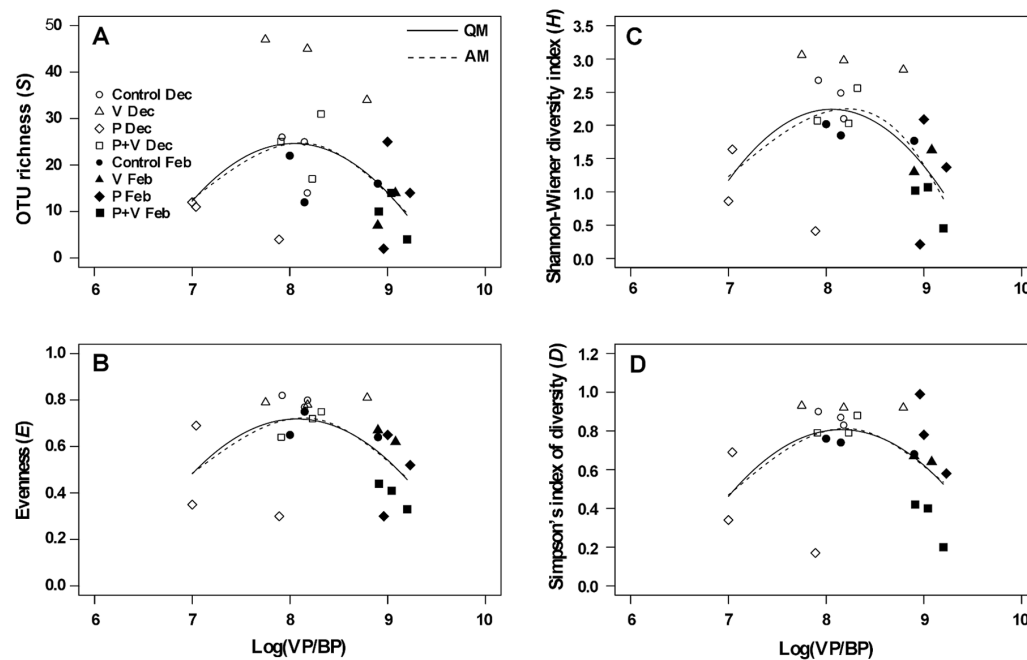 A
OTU richness (S)
50
40
30
20
10
0
QM
AM
Control Dec
V Dec
P Dec
P+V Dec
Control Feb
V Feb
P Feb
P+V Feb
6 7 8 9 10
C
Shannon-Wiener diversity index (H)
3.5
3.0
2.5
2.0
1.5
1.0
0.5
0.0
6 7 8 9 10
B
Evenness (E)
1.0
0.8
0.6
0.4
0.2
0.0
6 7 8 9 10
Log(VP/BP)
D
Simpson's index of diversity (D)
1.2
1.0
0.8
0.6
0.4
0.2
0.0
6 7 8 9 10
Log(VP/BP)